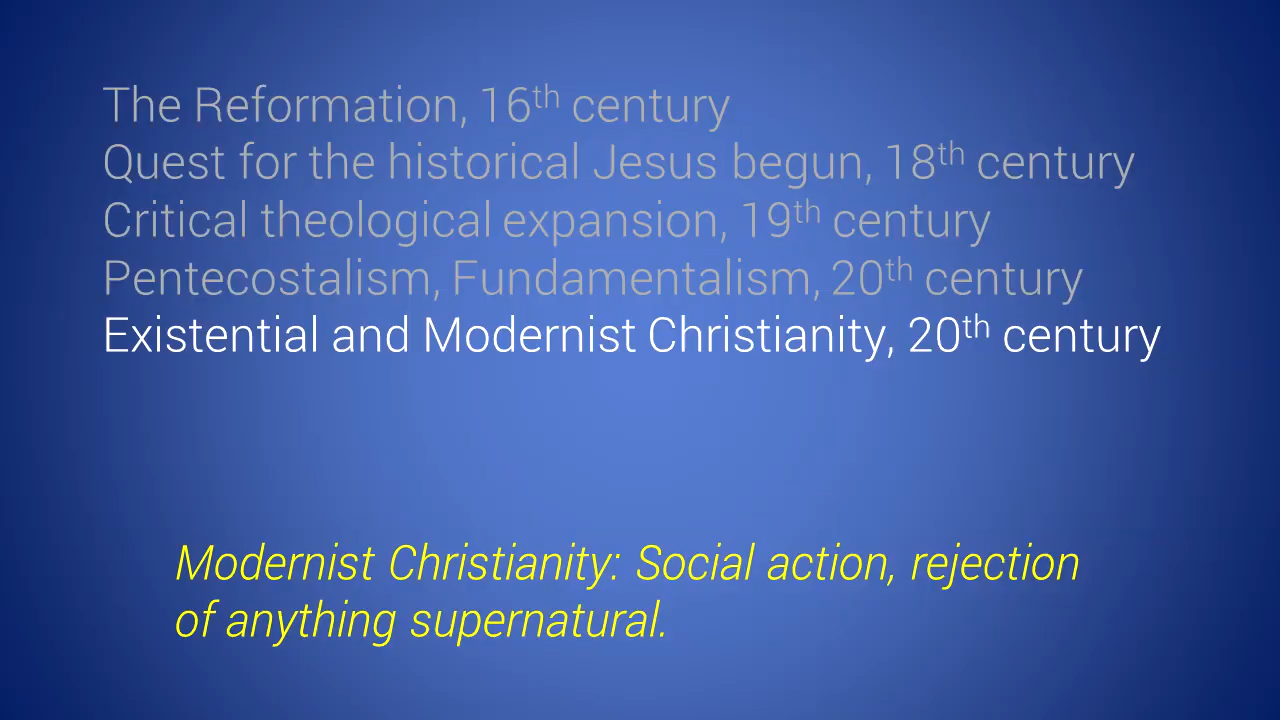 The Reformation, 16th century
Quest for the historical Jesus begun, 18th century
Critical theological expansion, 19th century
Pentecostalism, Fundamentalism, 20th century
Existential and Modernist Christianity, 20th century
Modernist Christianity: Social action, rejection
of anything supernatural.